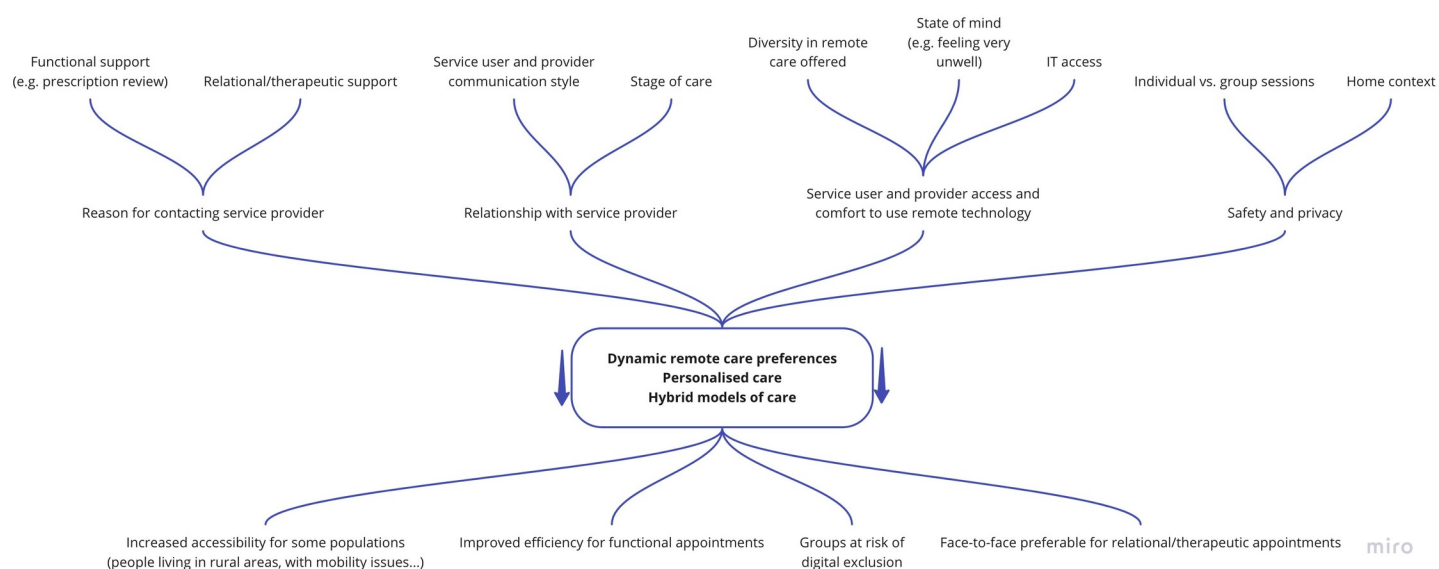 Functional support
(e.g. prescription review)
Relational/therapeutic support
Service user and provider
communication style
Stage of care
Diversity in remote
care offered
State of mind
(e.g. feeling very
unwell)
IT access
Individual vs. group sessions
Home context
Reason for contacting service provider
Relationship with service provider
Service user and provider access and
comfort to use remote technology
Safety and privacy
Dynamic remote care preferences
Personalised care
Hybrid models of care
Increased accessibility for some populations
(people living in rural areas, with mobility issues...)
Improved efficiency for functional appointments
Groups at risk of
digital exclusion
Face-to-face preferable for relational/therapeutic appointments
miro